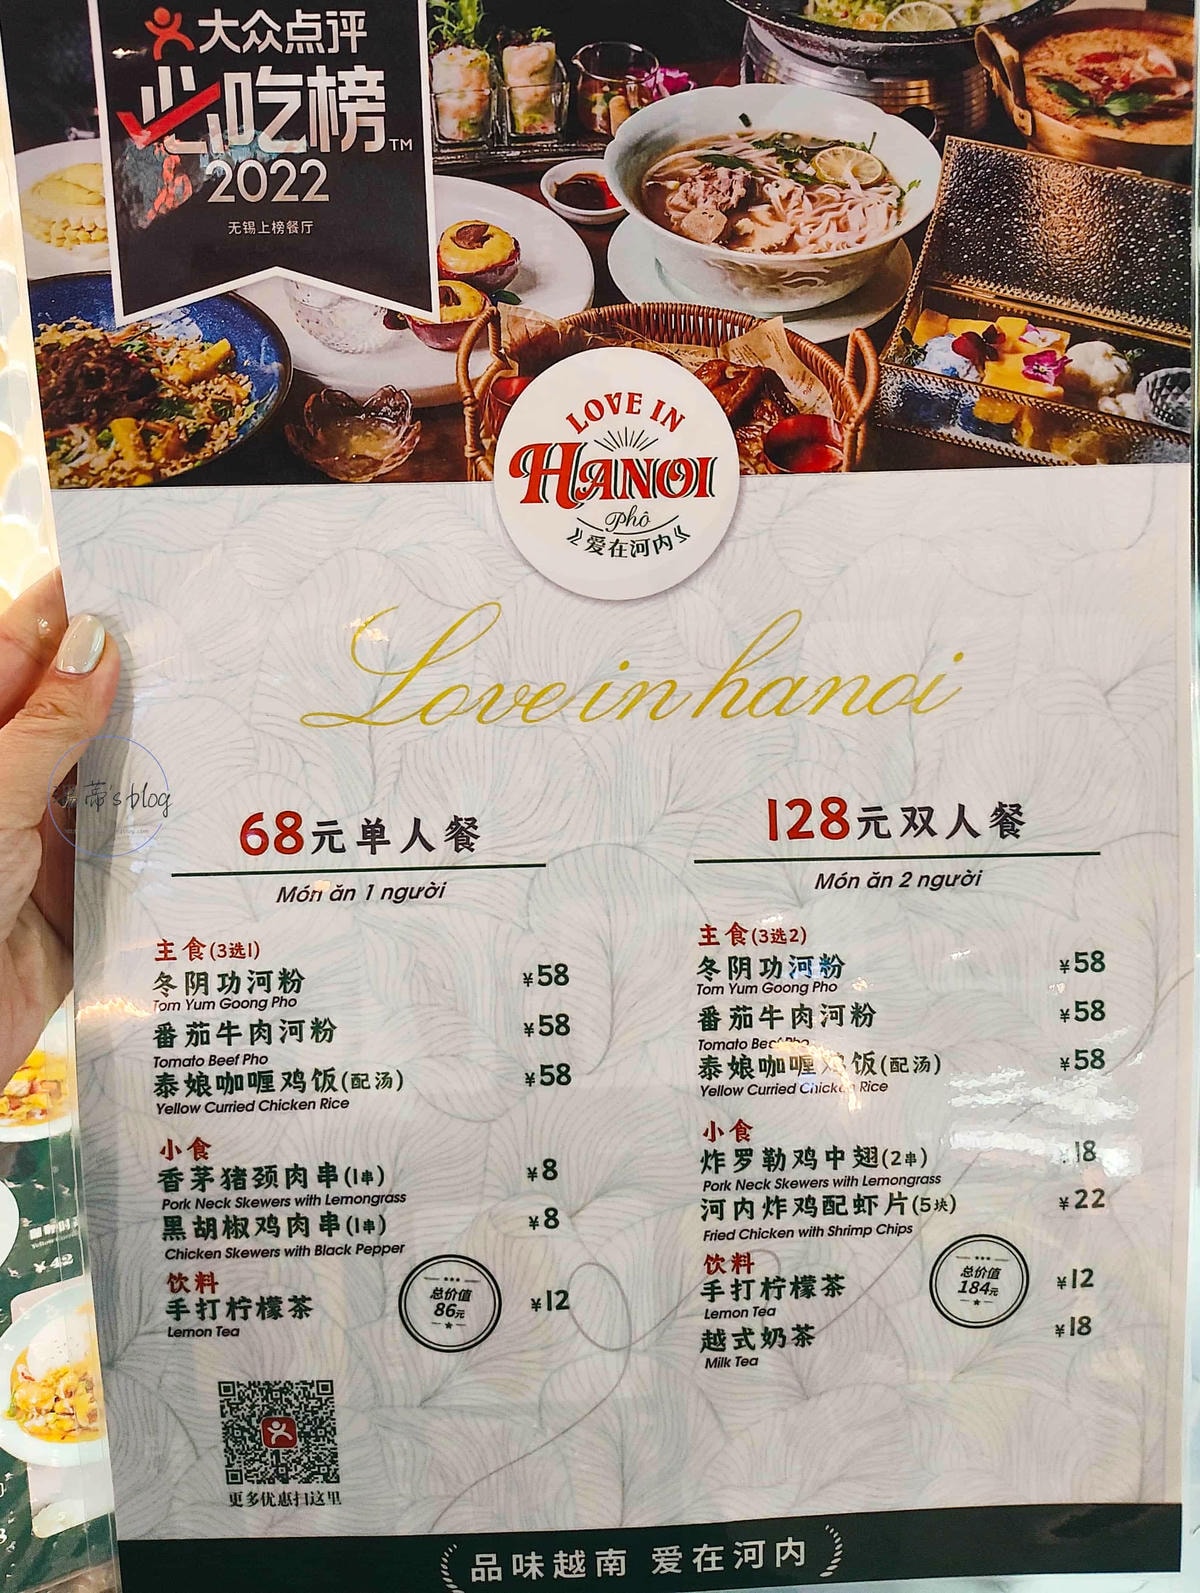 大众点评
必吃榜™
2022
无锡上榜餐厅
LOVE IN
HANOI
Phô
爱在河内
Love in hanoi
蒂's blog
68元单人餐
Món ăn 1 người
主食(3选1)
冬阴功河粉 ¥58
Tom Yum Goong Pho
番茄牛肉河粉 ¥58
Tomato Beef Pho
泰娘咖喱鸡饭(配汤) ¥58
Yellow Curried Chicken Rice
小食
香茅猪颈肉串(1串) ¥8
Pork Neck Skewers with Lemongrass
黑胡椒鸡肉串(1串) ¥8
Chicken Skewers with Black Pepper
饮料
手打柠檬茶 ¥12
Lemon Tea
总价值
86元
128元双人餐
Món ăn 2 người
主食(3选2)
冬阴功河粉 ¥58
Tom Yum Goong Pho
番茄牛肉河粉 ¥58
Tomato Beef Pho
泰娘咖喱鸡饭(配汤) ¥58
Yellow Curried Chicken Rice
小食
炸罗勒鸡中翅(2串) 18
Pork Neck Skewers with Lemongrass
河内炸鸡配虾片(5块) ¥22
Fried Chicken with Shrimp Chips
饮料
手打柠檬茶 ¥12
Lemon Tea
越式奶茶 ¥18
Milk Tea
总价值
184元
更多优惠扫这里
品味越南 爱在河内
¥42